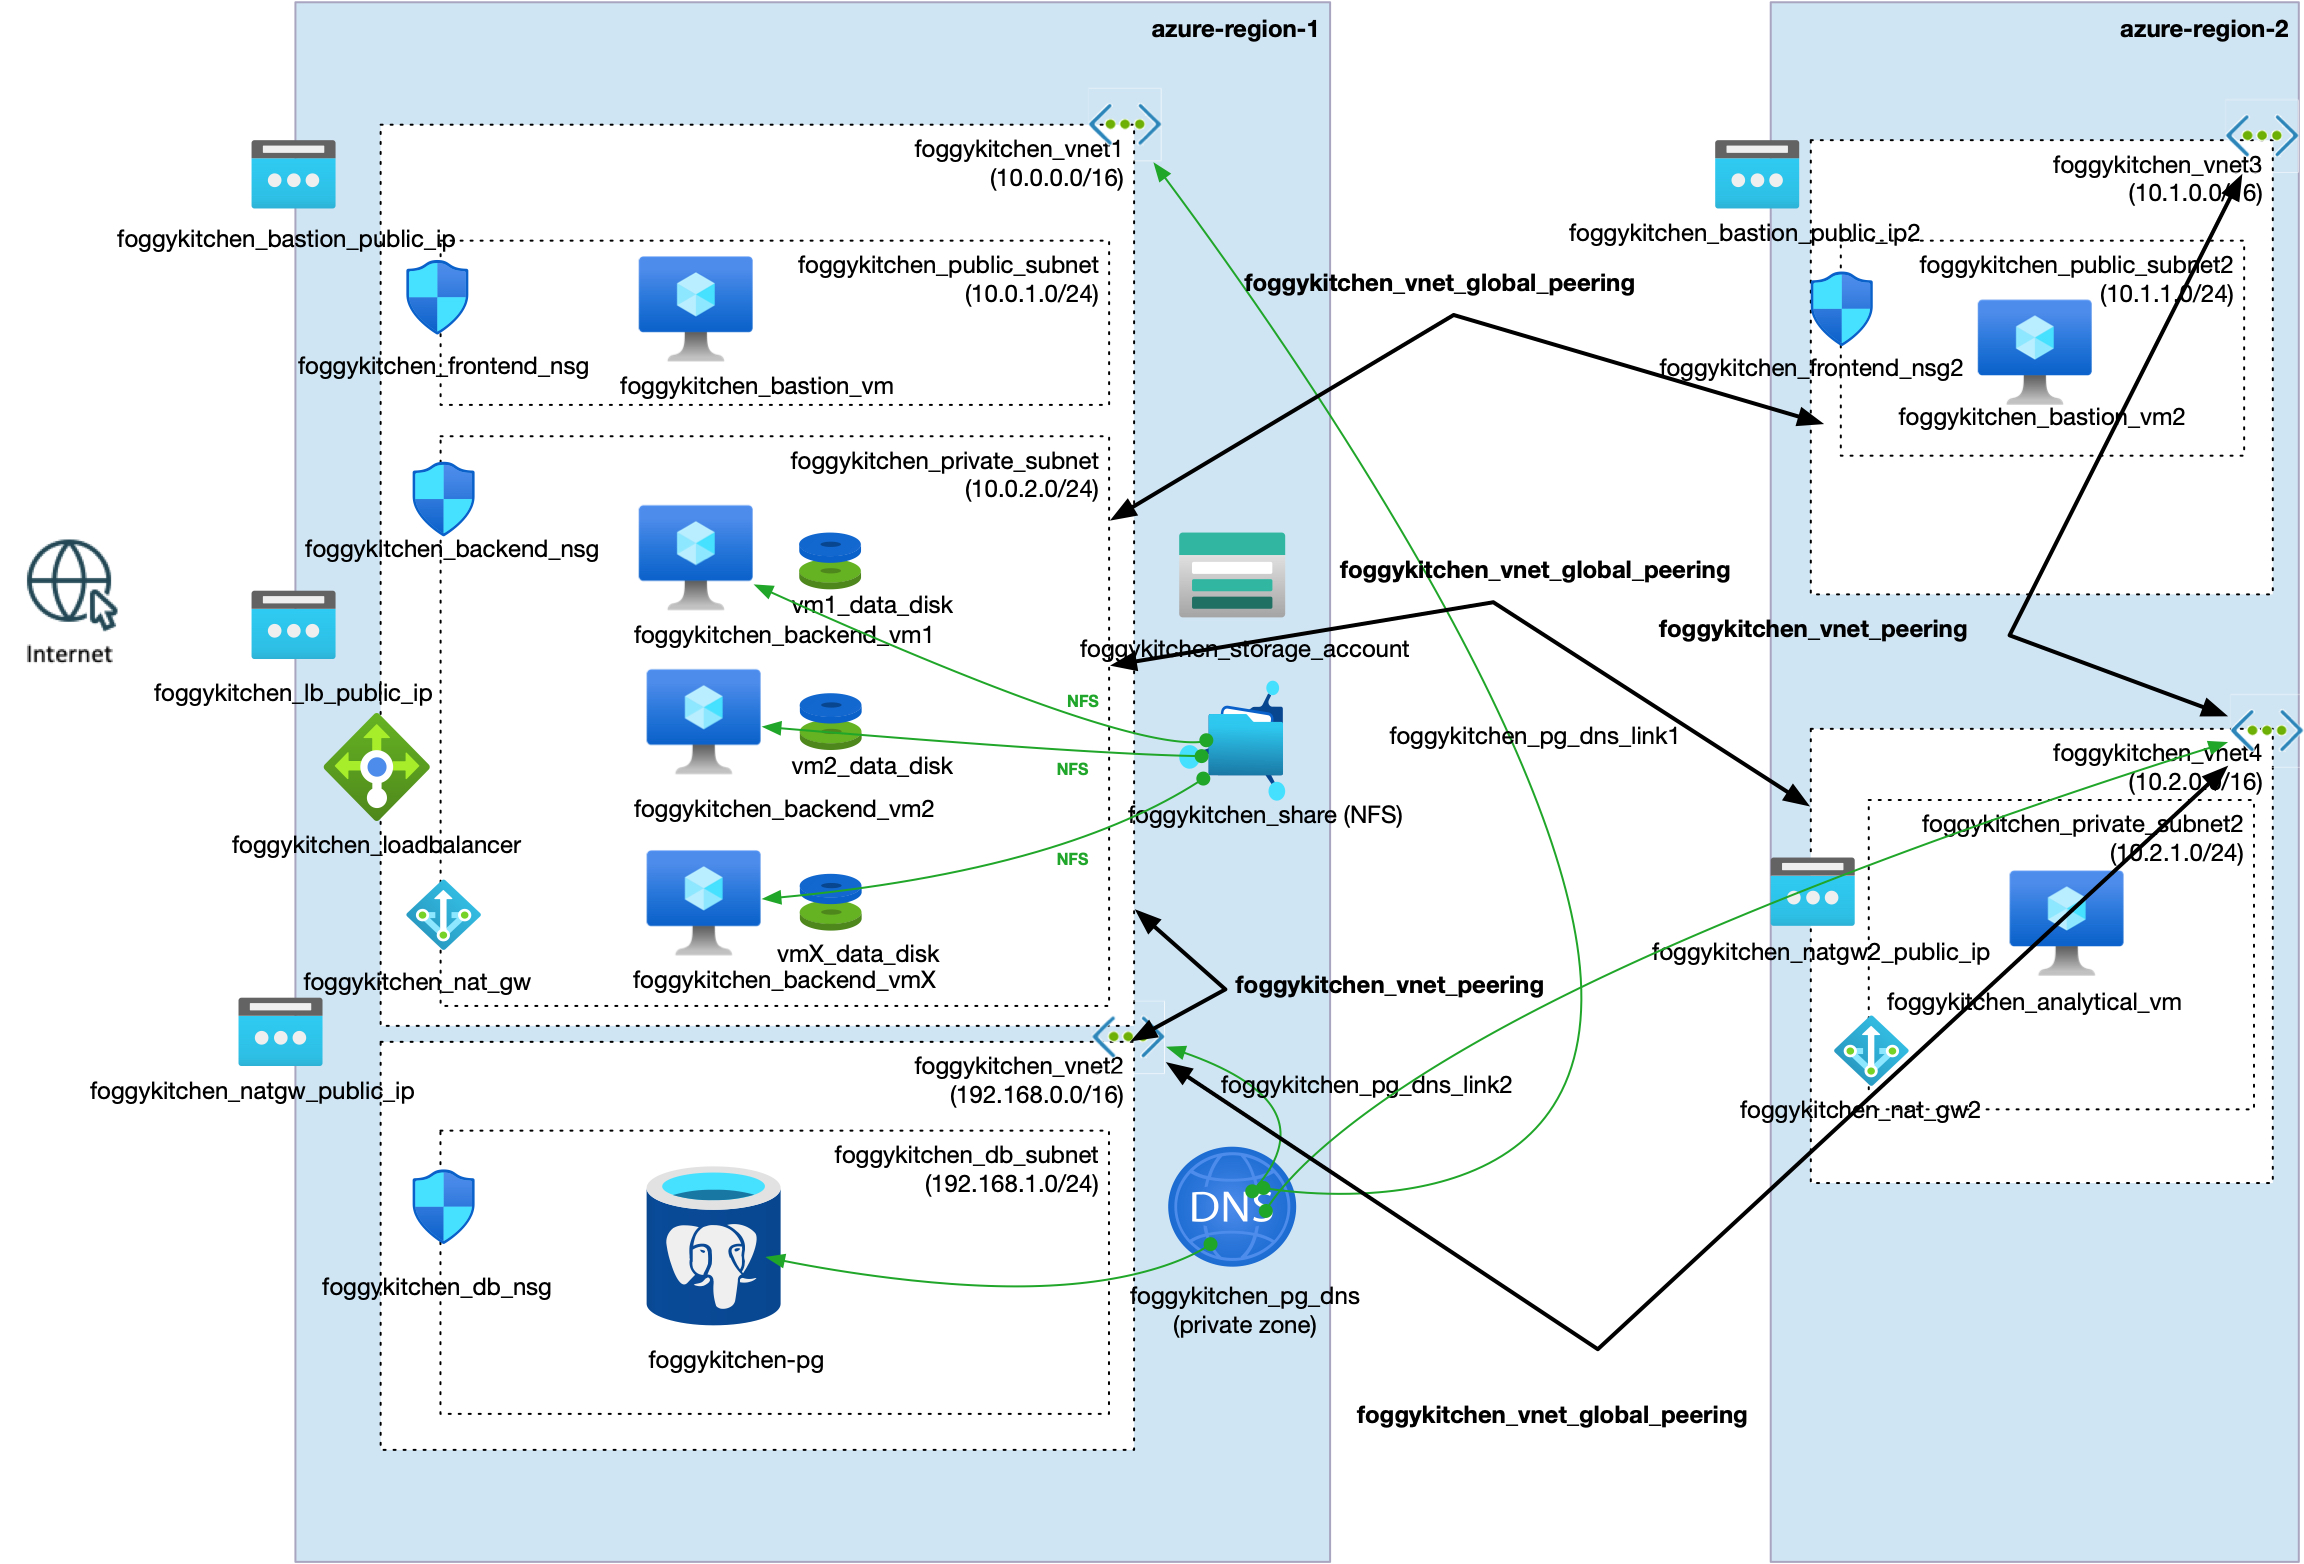 azure-region-1
azure-region-2
foggykitchen_vnet1
(10.0.0.0/16)
foggykitchen_bastion_public_ip
foggykitchen_public_subnet
(10.0.1.0/24)
foggykitchen_frontend_nsg
foggykitchen_bastion_vm
foggykitchen_private_subnet
(10.0.2.0/24)
foggykitchen_backend_nsg
vm1_data_disk
foggykitchen_backend_vm1
Internet
foggykitchen_lb_public_ip
vm2_data_disk
foggykitchen_backend_vm2
foggykitchen_loadbalancer
vmX_data_disk
foggykitchen_backend_vmX
foggykitchen_nat_gw
foggykitchen_natgw_public_ip
foggykitchen_storage_account
NFS
NFS
NFS
foggykitchen_share (NFS)
foggykitchen_vnet2
(192.168.0.0/16)
foggykitchen_db_subnet
(192.168.1.0/24)
foggykitchen_db_nsg
foggykitchen-pg
DNS
foggykitchen_pg_dns
(private zone)
foggykitchen_vnet_global_peering
foggykitchen_vnet_global_peering
foggykitchen_vnet_peering
foggykitchen_pg_dns_link1
foggykitchen_vnet_peering
foggykitchen_pg_dns_link2
foggykitchen_vnet_global_peering
foggykitchen_vnet3
(10.1.0.0/16)
foggykitchen_bastion_public_ip2
foggykitchen_public_subnet2
(10.1.1.0/24)
foggykitchen_frontend_nsg2
foggykitchen_bastion_vm2
foggykitchen_vnet4
(10.2.0.0/16)
foggykitchen_private_subnet2
(10.2.1.0/24)
foggykitchen_natgw2_public_ip
foggykitchen_analytical_vm
foggykitchen_nat_gw2